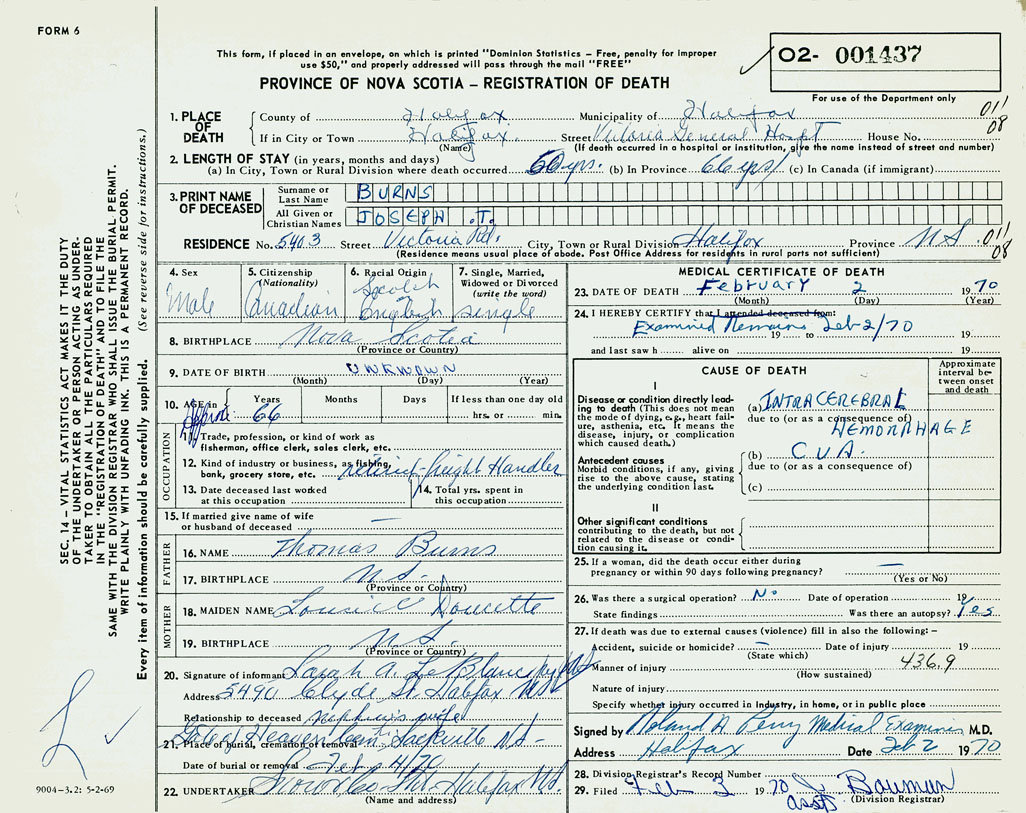 FORM 6
This form, if placed in an envelope, on which is printed "Dominion Statistics – Free, penalty for improper
use $50," and properly addressed will pass through the mail "FREE"
PROVINCE OF NOVA SCOTIA – REGISTRATION OF DEATH
O2- 001437
For use of the Department only
011
08
1. PLACE OF DEATH
County of Halifax Municipality of Halifax
If in City or Town Halifax. Street Victoria General Hospt House No.
(Name) (If death occurred in a hospital or institution, give the name instead of street and number)
2. LENGTH OF STAY (in years, months and days)
(a) In City, Town or Rural Division where death occurred yrs. (b) In Province 66 yrs (c) In Canada (if immigrant)
3. PRINT NAME OF DECEASED
Surname or Last Name BURNS
All Given or Christian Names JOSEPH .T.
RESIDENCE No. 5403 Street Victoria Rd. City, Town or Rural Division Halifax Province N S. 011
08
(Residence means usual place of abode. Post Office Address for residents in rural parts not sufficient)
4. Sex
Male
5. Citizenship
(Nationality)
Canadian
6. Racial Origin
Scotch
English
7. Single, Married,
Widowed or Divorced
(write the word)
Single
8. BIRTHPLACE Nova Scotia
(Province or Country)
9. DATE OF BIRTH UNKNOWN
(Month) (Day) (Year)
10. AGE in Years Months Days If less than one day old
66 hrs. or min.
OCCUPATION
11. Trade, profession, or kind of work as
fisherman, office clerk, sales clerk, etc.
12. Kind of industry or business, as fishing,
bank, grocery store, etc. retired-freight Handler
13. Date deceased last worked
at this occupation
14. Total yrs. spent in
this occupation
15. If married give name of wife
or husband of deceased —
FATHER
16. NAME Thomas Burns
17. BIRTHPLACE N S.
(Province or Country)
MOTHER
18. MAIDEN NAME Doucette
19. BIRTHPLACE N S.
(Province or Country)
20. Signature of informant Sarah A. LeBlanc
Address 5490 Clyde St. Halifax N.S.
Relationship to deceased nephew's wife
21. Place of burial, cremation or removal Sackville N.S.
Date of burial or removal Feb 4/70
22. UNDERTAKER Halifax N.S.
(Name and address)
MEDICAL CERTIFICATE OF DEATH
23. DATE OF DEATH February 2 1970
(Month) (Day) (Year)
24. I HEREBY CERTIFY that I attended deceased from:
Examined Remains Feb 2/70
19 to 19
and last saw h alive on 19
CAUSE OF DEATH
Approximate interval between onset and death
I
Disease or condition directly leading to death (This does not mean the mode of dying, e.g., heart failure, asthenia, etc. It means the disease, injury, or complication which caused death.)
(a) INTRACEREBRAL
due to (or as a consequence of)
HEMORRHAGE
Antecedent causes
Morbid conditions, if any, giving rise to the above cause, stating the underlying condition last.
(b) C.V.A.
due to (or as a consequence of)
(c)
II
Other significant conditions
contributing to the death, but not related to the disease or condition causing it.
25. If a woman, did the death occur either during
pregnancy or within 90 days following pregnancy? —
(Yes or No)
26. Was there a surgical operation? No Date of operation 19
State findings Was there an autopsy? Yes
27. If death was due to external causes (violence) fill in also the following:–
Accident, suicide or homicide? — Date of injury 19
(State which)
Manner of injury 436.9
(How sustained)
Nature of injury
Specify whether injury occurred in Industry, in home, or in public place
Signed by Roland A. Perry Medical Examiner M.D.
Address Halifax Date Feb 2 1970
28. Division Registrar's Record Number
29. Filed Feb 3 1970 J. Bauman
asst. (Division Registrar)
SEC. 14 – VITAL STATISTICS ACT MAKES IT THE DUTY
OF THE UNDERTAKER OR PERSON ACTING AS UNDER-
TAKER TO OBTAIN ALL THE PARTICULARS REQUIRED
IN THE "REGISTRATION OF DEATH" AND TO FILE THE
SAME WITH THE DIVISION REGISTRAR WHO SHALL ISSUE THE BURIAL PERMIT.
WRITE PLAINLY WITH UNFADING INK. THIS IS A PERMANENT RECORD.
Every item of information should be carefully supplied. (See reverse side for instructions.)
9004-3.2: 5-2-69